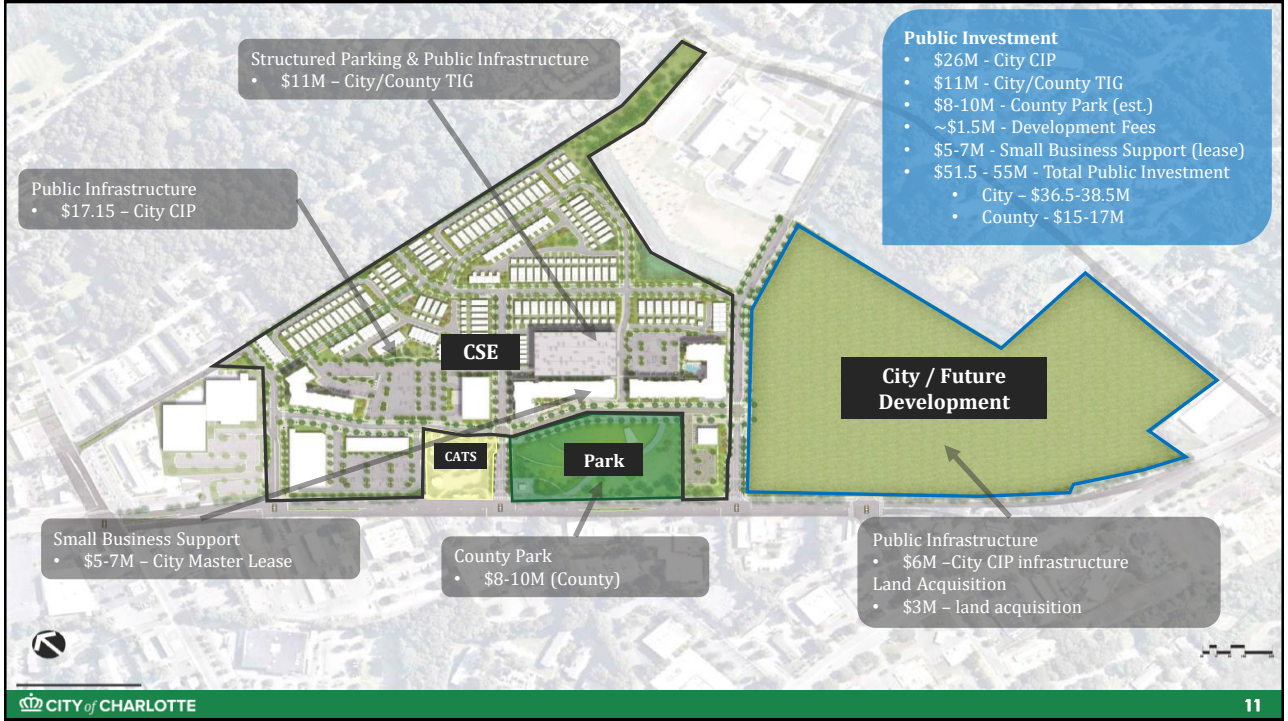 Structured Parking & Public Infrastructure
• $11M – City/County TIG
Public Investment
• $26M - City CIP
• $11M - City/County TIG
• $8-10M - County Park (est.)
• ~$1.5M - Development Fees
• $5-7M - Small Business Support (lease)
• $51.5 - 55M - Total Public Investment
• City – $36.5-38.5M
• County - $15-17M
Public Infrastructure
• $17.15 – City CIP
CSE
City / Future
Development
CATS
Park
Small Business Support
• $5-7M – City Master Lease
County Park
• $8-10M (County)
Public Infrastructure
• $6M –City CIP infrastructure
Land Acquisition
• $3M – land acquisition
CITY of CHARLOTTE
11